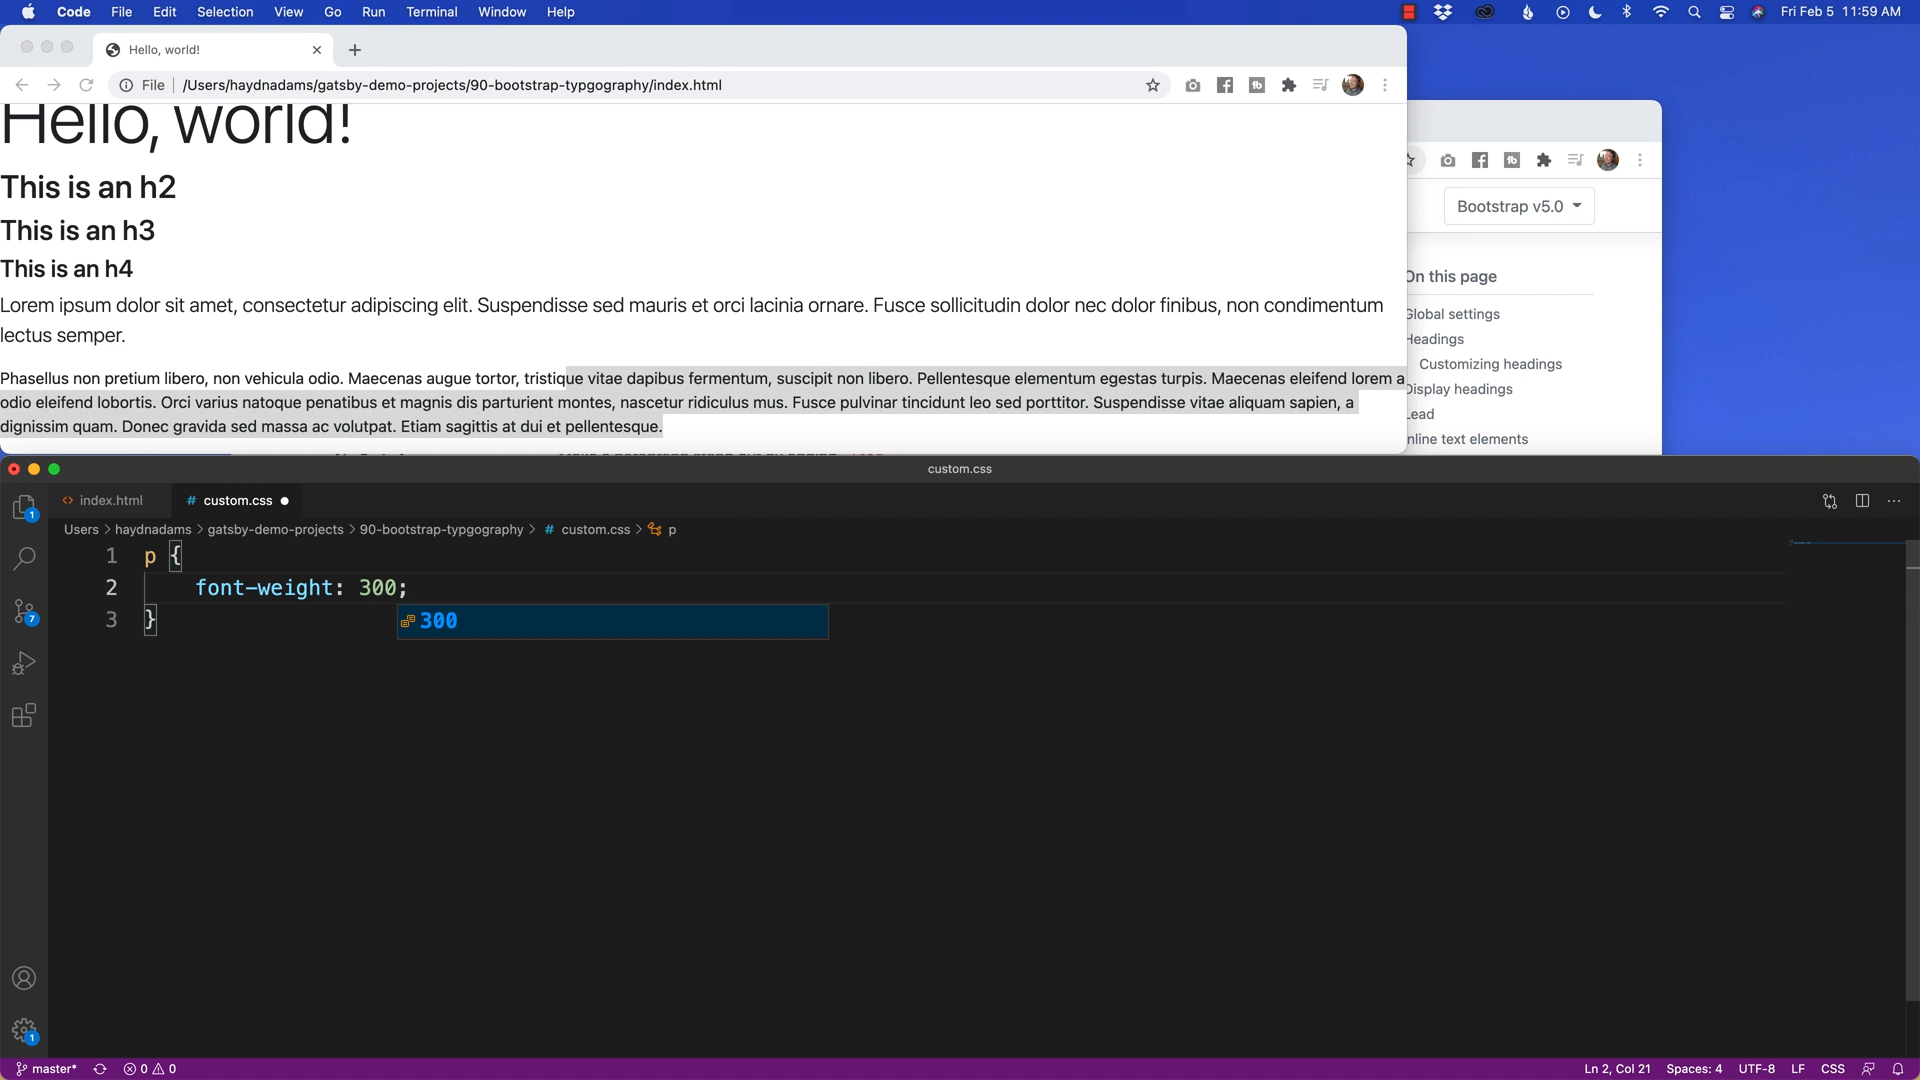 Code File Edit Selection View Go Run Terminal Window Help Fri Feb 5 11:59 AM
Hello, world!
File /Users/haydnadams/gatsby-demo-projects/90-bootstrap-typgography/index.html
Hello, world!
This is an h2
This is an h3
This is an h4
Lorem ipsum dolor sit amet, consectetur adipiscing elit. Suspendisse sed mauris et orci lacinia ornare. Fusce sollicitudin dolor nec dolor finibus, non condimentum
lectus semper.
Phasellus non pretium libero, non vehicula odio. Maecenas augue tortor, tristique vitae dapibus fermentum, suscipit non libero. Pellentesque elementum egestas turpis. Maecenas eleifend lorem a
odio eleifend lobortis. Orci varius natoque penatibus et magnis dis parturient montes, nascetur ridiculus mus. Fusce pulvinar tincidunt leo sed porttitor. Suspendisse vitae aliquam sapien, a
dignissim quam. Donec gravida sed massa ac volutpat. Etiam sagittis at dui et pellentesque.
Bootstrap v5.0
On this page
Global settings
Headings
Customizing headings
Display headings
Lead
Inline text elements
custom.css
index.html
# custom.css
Users > haydnadams > gatsby-demo-projects > 90-bootstrap-typgography > # custom.css > p
1 p {
2 font-weight: 300;
3 }
300
1
7
1
master* 0 0
Ln 2, Col 21 Spaces: 4 UTF-8 LF CSS